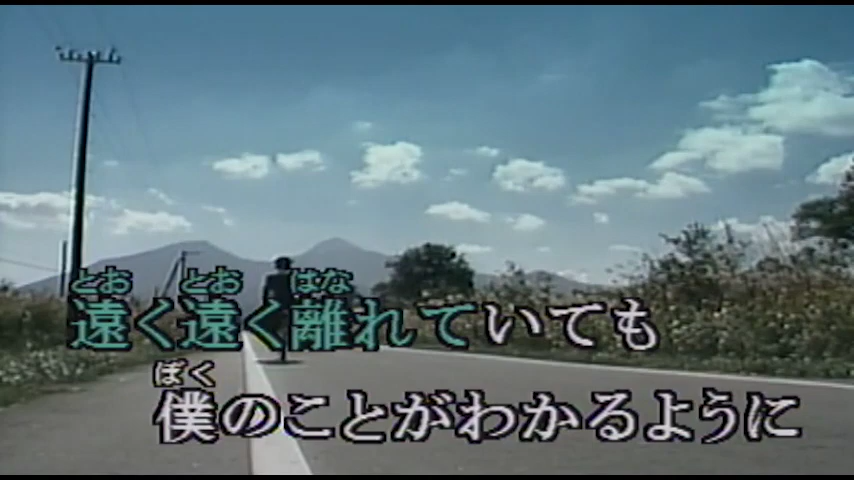 とお とお はな
遠く遠く離れていても
ぼく
僕のことがわかるように